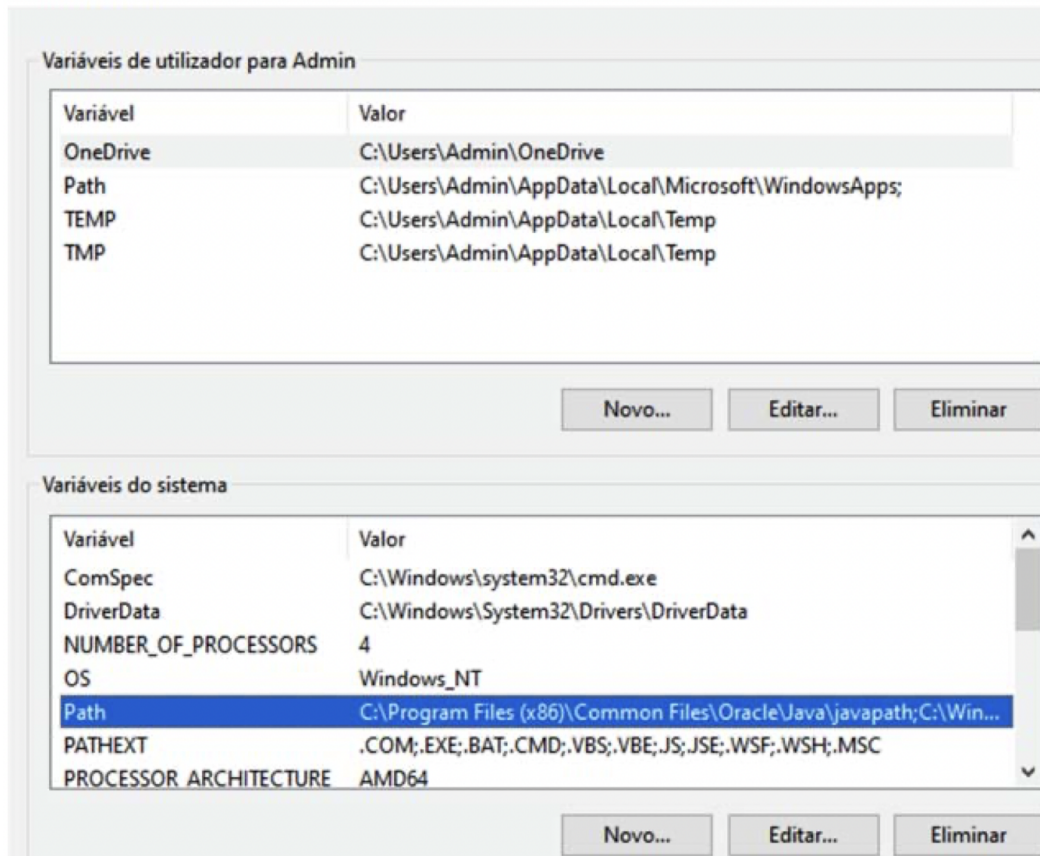 Variáveis de utilizador para Admin
Variável Valor
OneDrive C:\Users\Admin\OneDrive
Path C:\Users\Admin\AppData\Local\Microsoft\WindowsApps;
TEMP C:\Users\Admin\AppData\Local\Temp
TMP C:\Users\Admin\AppData\Local\Temp
Novo... Editar... Eliminar
Variáveis do sistema
Variável Valor
ComSpec C:\Windows\system32\cmd.exe
DriverData C:\Windows\System32\Drivers\DriverData
NUMBER_OF_PROCESSORS 4
OS Windows_NT
Path C:\Program Files (x86)\Common Files\Oracle\Java\javapath;C:\Win...
PATHEXT .COM;.EXE;.BAT;.CMD;.VBS;.VBE;.JS;.JSE;.WSF;.WSH;.MSC
PROCESSOR_ARCHITECTURE AMD64
Novo... Editar... Eliminar